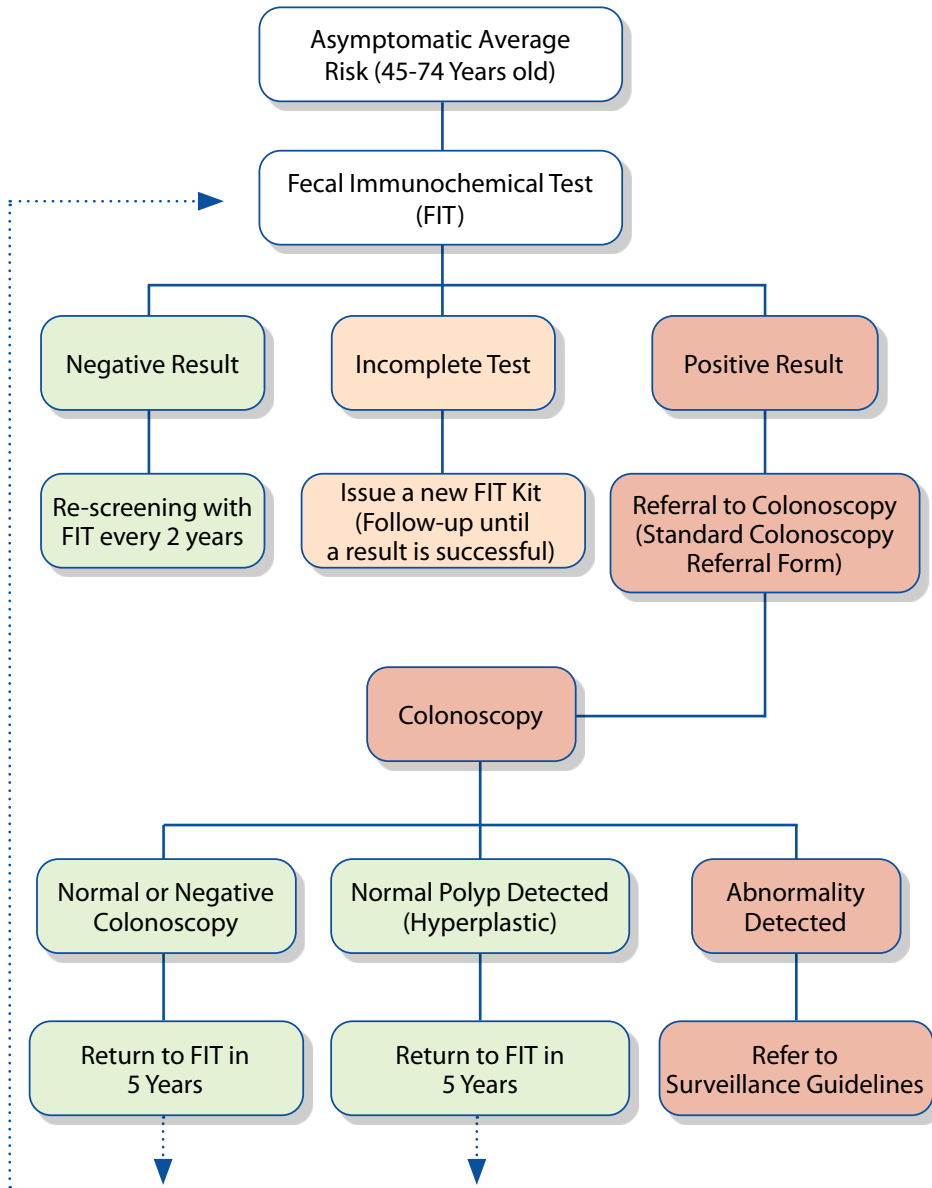 Asymptomatic Average
Risk (45-74 Years old)
Fecal Immunochemical Test
(FIT)
Negative Result
Incomplete Test
Positive Result
Re-screening with
FIT every 2 years
Issue a new FIT Kit
(Follow-up until
a result is successful)
Referral to Colonoscopy
(Standard Colonoscopy
Referral Form)
Colonoscopy
Normal or Negative
Colonoscopy
Normal Polyp Detected
(Hyperplastic)
Abnormality
Detected
Return to FIT in
5 Years
Return to FIT in
5 Years
Refer to
Surveillance Guidelines